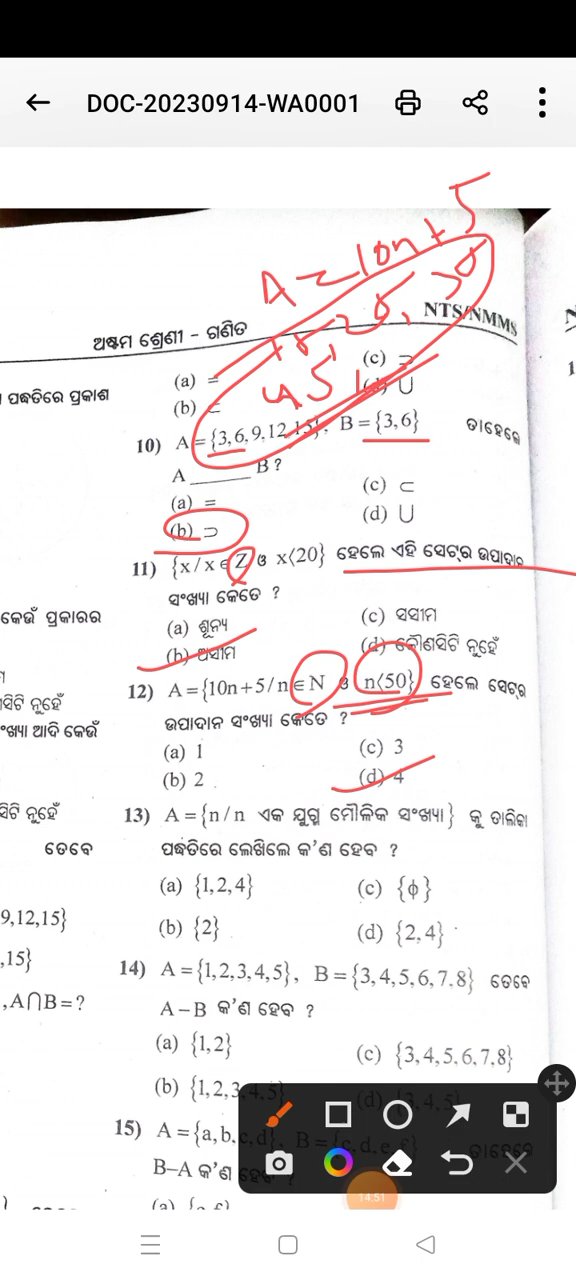 DOC-20230914-WA0001
A = 10n + 5
NTS/NMMS
ଅଷ୍ଟମ ଶ୍ରେଣୀ - ଗଣିତ
ପଦ୍ଧତିରେ ପ୍ରକାଶ
(a) = (c) ⊃
(b) ⊂ (d) ∪
45
10) A = {3,6,9,12,15}, B = {3,6} ତାହେଲେ
A ______ B ?
(a) = (c) ⊂
(b) ⊃ (d) ∪
11) {x/x∈Z ଓ x⟨20} ହେଲେ ଏହି ସେଟ୍‌ର ଉପାଦାନ
ସଂଖ୍ୟା କେତେ ?
କେଉଁ ପ୍ରକାରର
(a) ଶୂନ୍ୟ (c) ସସୀମ
(b) ଅସୀମ (d) କୌଣସିଟି ନୁହେଁ
12) A = {10n+5/n∈N ଓ n⟨50} ହେଲେ ସେଟ୍‌ର
ସିଟି ନୁହେଁ
ଉପାଦାନ ସଂଖ୍ୟା କେତେ ?
ଂଖ୍ୟା ଆଦି କେଉଁ
(a) 1 (c) 3
(b) 2 (d) 4
ସିଟି ନୁହେଁ
13) A = {n/n ଏକ ଯୁଗ୍ମ ମୌଳିକ ସଂଖ୍ୟା} କୁ ତାଲିକା
ତେବେ
ପଦ୍ଧତିରେ ଲେଖିଲେ କ'ଣ ହେବ ?
(a) {1,2,4} (c) {ϕ}
9,12,15}
(b) {2} (d) {2,4}
,15}
14) A = {1,2,3,4,5}, B = {3,4,5,6,7,8} ତେବେ
, A∩B = ?
A – B କ'ଣ ହେବ ?
(a) {1,2} (c) {3,4,5,6,7,8}
(b) {1,2,3,4,5} (d) {3,4,5}
15) A = {a,b,c,d}, B = {c,d,e,f} ତାହେଲେ
B–A କ'ଣ ହେବ ?
14:51